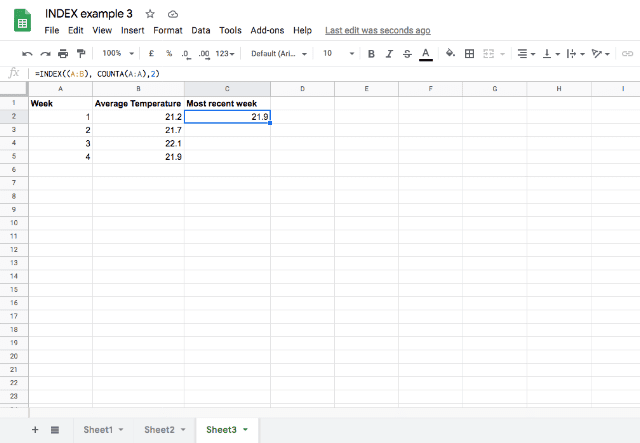 INDEX example 3
File Edit View Insert Format Data Tools Add-ons Help Last edit was seconds ago
100% £ % .0 .00 123 Default (Ari... 10 B I S A
fx =INDEX((A:B), COUNTA(A:A),2)
A B C D E F G H I
1 Week Average Temperature Most recent week
2 1 21.2 21.9
3 2 21.7
4 3 22.1
5 4 21.9
6
7
8
9
10
11
12
13
14
15
16
17
18
19
20
21
22
23
+ Sheet1 Sheet2 Sheet3